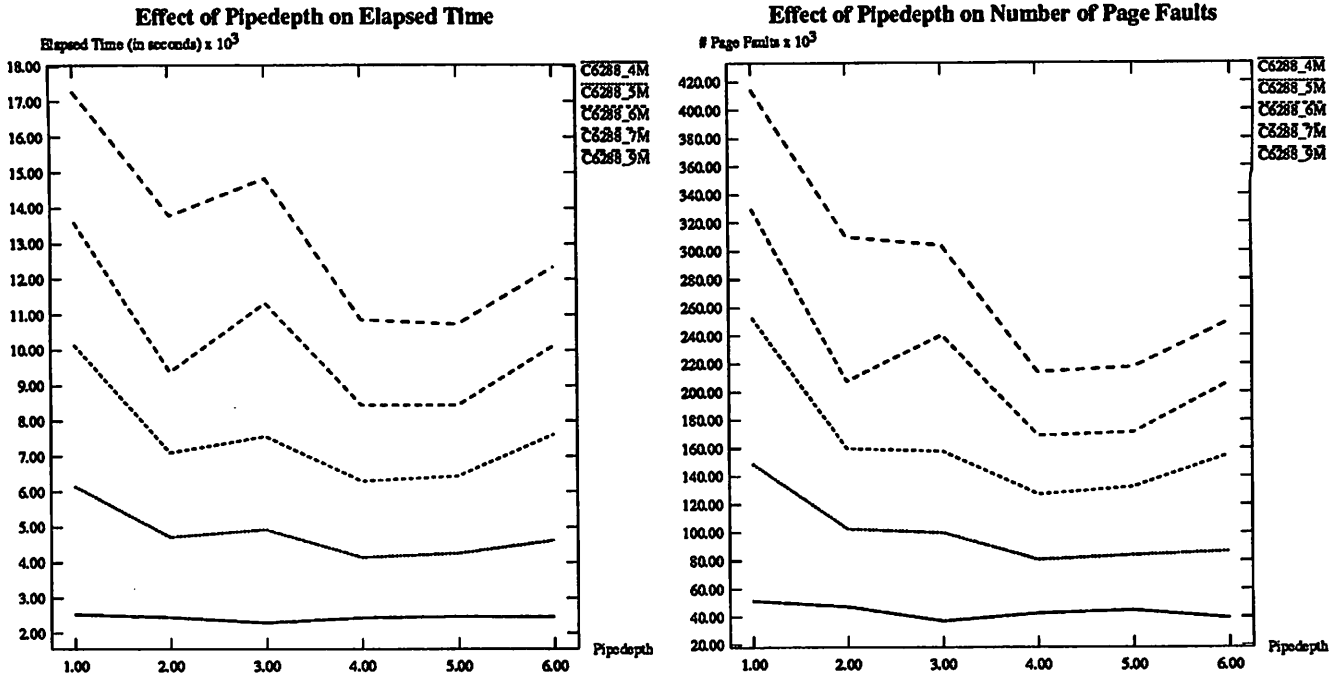 Effect of Pipedepth on Elapsed Time
Elapsed Time (in seconds) x 10³
18.00
17.00
16.00
15.00
14.00
13.00
12.00
11.00
10.00
9.00
8.00
7.00
6.00
5.00
4.00
3.00
2.00
1.00 2.00 3.00 4.00 5.00 6.00
Pipedepth
C6288_4M
C6288_5M
C6288_6M
C6288_7M
C6288_9M
Effect of Pipedepth on Number of Page Faults
# Page Faults x 10³
420.00
400.00
380.00
360.00
340.00
320.00
300.00
280.00
260.00
240.00
220.00
200.00
180.00
160.00
140.00
120.00
100.00
80.00
60.00
40.00
20.00
1.00 2.00 3.00 4.00 5.00 6.00
Pipedepth
C6288_4M
C6288_5M
C6288_6M
C6288_7M
C6288_9M